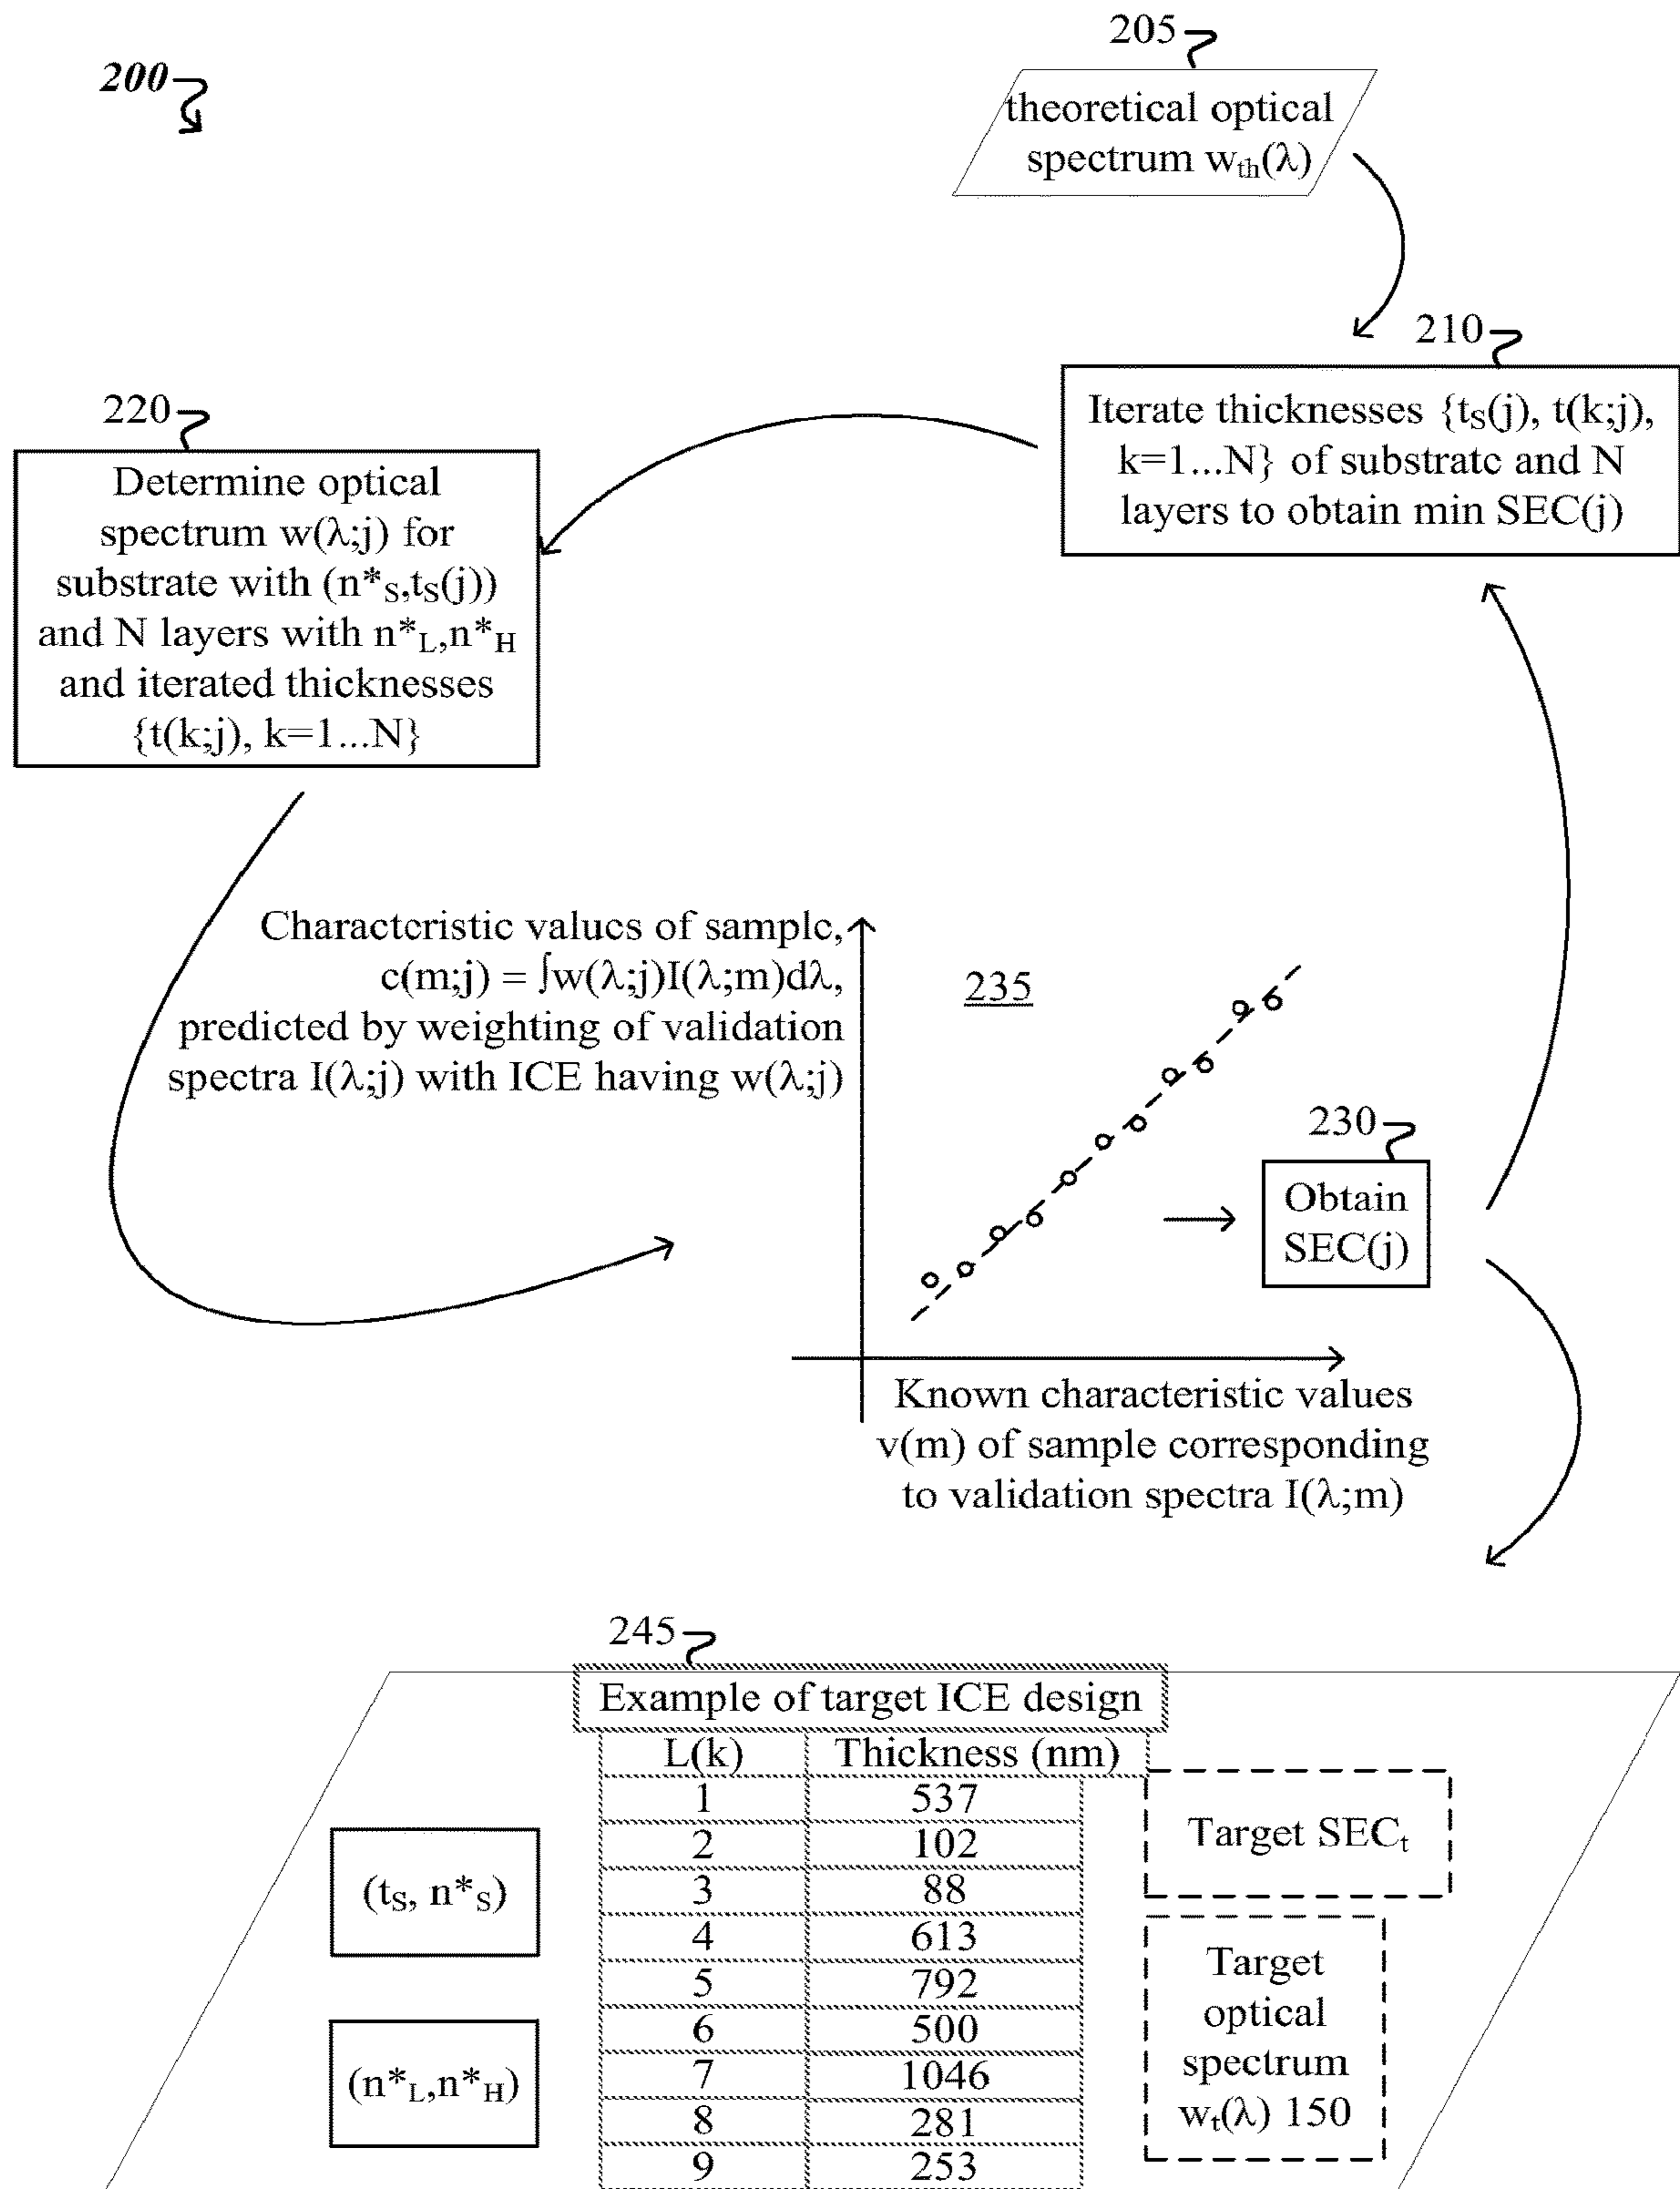 200
205
theoretical optical
spectrum wth(λ)
210
Iterate thicknesses {tS(j), t(k;j),
k=1...N} of substrate and N
layers to obtain min SEC(j)
220
Determine optical
spectrum w(λ;j) for
substrate with (n*S,tS(j))
and N layers with n*L,n*H
and iterated thicknesses
{t(k;j), k=1...N}
Characteristic values of sample,
c(m;j) = ∫w(λ;j)I(λ;m)dλ,
predicted by weighting of validation
spectra I(λ;j) with ICE having w(λ;j)
235
230
Obtain
SEC(j)
Known characteristic values
v(m) of sample corresponding
to validation spectra I(λ;m)
245
Example of target ICE design
L(k) Thickness (nm)
1 537
2 102
3 88
4 613
5 792
6 500
7 1046
8 281
9 253
(tS, n*S)
(n*L,n*H)
Target SECt
Target
optical
spectrum
wt(λ) 150